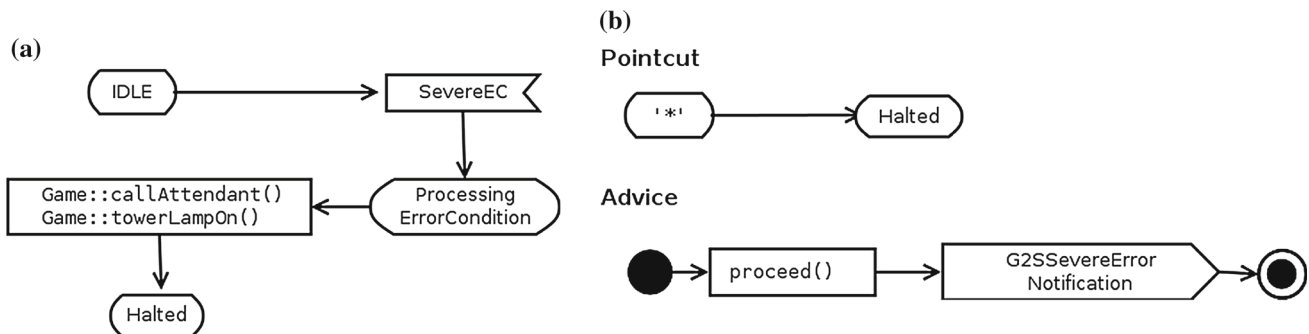 (a)
IDLE
SevereEC
Processing
ErrorCondition
Game::callAttendant()
Game::towerLampOn()
Halted
(b)
Pointcut
'*'
Halted
Advice
proceed()
G2SSevereError
Notification